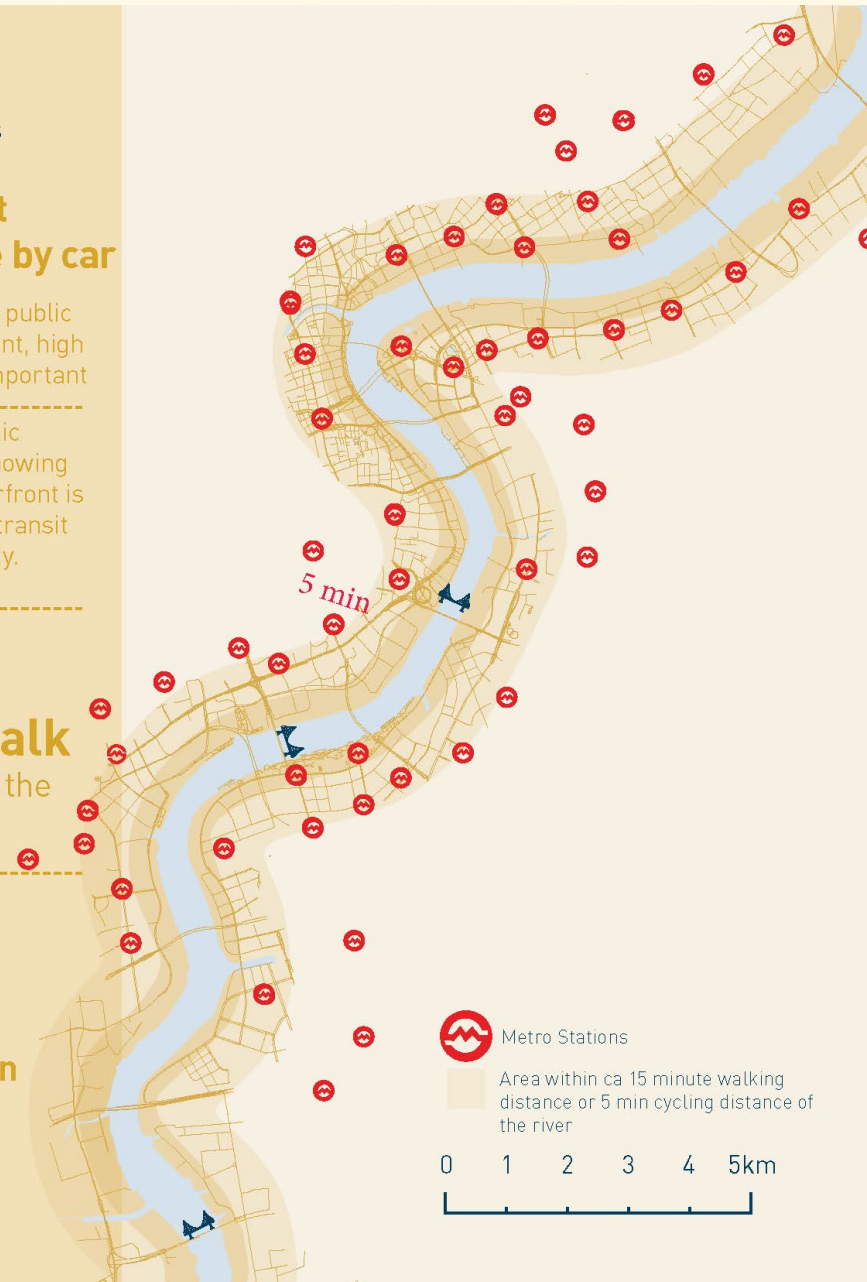 t
by car
public
nt, high
mportant
ic
owing
rfront is
transit
y.
5 min
alk
the
n
Metro Stations
Area within ca 15 minute walking
distance or 5 min cycling distance of
the river
0 1 2 3 4 5km